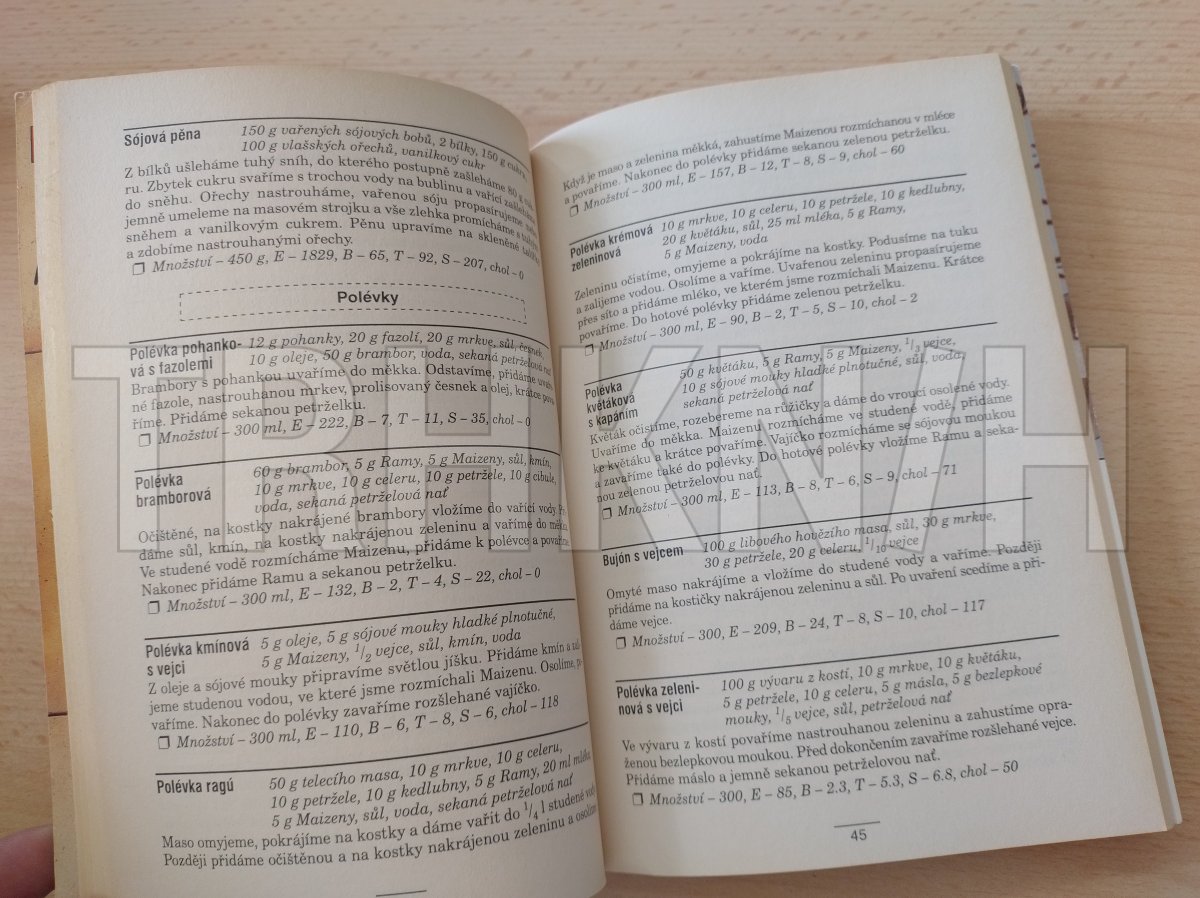 Sójová pěna
150 g vařených sójových bobů, 2 bílky, 150 g cukru
100 g vlašských ořechů, vanilkový cukr
Z bílků ušleháme tuhý sníh, do kterého postupně zašleháme 80 g
ru. Zbytek cukru svaříme s trochou vody na bublinu a vařící zašleháme
do sněhu. Ořechy nastrouháme, vařenou sóju propasírujeme
jemně umeleme na masovém strojku a vše zlehka promícháme s
sněhem a vanilkovým cukrem. Pěnu upravíme na skleněné
a zdobíme nastrouhanými ořechy.
❒ Množství – 450 g, E – 1829, B – 65, T – 92, S – 207, chol – 0
Polévky
Polévka pohanko-
vá s fazolemi
12 g pohanky, 20 g fazolí, 20 g mrkve, sůl, česnek,
10 g oleje, 50 g brambor, voda, sekaná petrželová nať
Brambory s pohankou uvaříme do měkka. Odstavíme, přidáme
né fazole, nastrouhanou mrkev, prolisovaný česnek a olej, krátce
říme. Přidáme sekanou petrželku.
❒ Množství – 300 ml, E – 222, B – 7, T – 11, S – 35, chol – 0
Polévka
bramborová
60 g brambor, 5 g Ramy, 5 g Maizeny, sůl, kmín,
10 g mrkve, 10 g celeru, 10 g petržele, 10 g cibule,
voda, sekaná petrželová nať
Očištěné, na kostky nakrájené brambory vložíme do vařící vody.
dáme sůl, kmín, na kostky nakrájenou zeleninu a vaříme do měkka.
Ve studené vodě rozmícháme Maizenu, přidáme k polévce a povaříme.
Nakonec přidáme Ramu a sekanou petrželku.
❒ Množství – 300 ml, E – 132, B – 2, T – 4, S – 22, chol – 0
Polévka kmínová
s vejci
5 g oleje, 5 g sójové mouky hladké plnotučné,
5 g Maizeny, 1/2 vejce, sůl, kmín, voda
Z oleje a sójové mouky připravíme světlou jíšku. Přidáme kmín a
jeme studenou vodou, ve které jsme rozmíchali Maizenu. Osolíme,
vaříme. Nakonec do polévky zavaříme rozšlehané vajíčko.
❒ Množství – 300 ml, E – 110, B – 6, T – 8, S – 6, chol – 118
Polévka ragú
50 g telecího masa, 10 g mrkve, 10 g celeru,
10 g petržele, 10 g kedlubny, 5 g Ramy, 20 ml mléka,
5 g Maizeny, sůl, voda, sekaná petrželová nať
Maso omyjeme, pokrájíme na kostky a dáme vařit do 1/4 l studené vody.
Později přidáme očištěnou a na kostky nakrájenou zeleninu a osolíme
Když je maso a zelenina měkká, zahustíme Maizenou rozmíchanou v mléce
a povaříme. Nakonec do polévky přidáme sekanou zelenou petrželku.
❒ Množství – 300 ml, E – 157, B – 12, T – 8, S – 9, chol – 60
Polévka krémová
zeleninová
10 g mrkve, 10 g celeru, 10 g petržele, 10 g kedlubny,
20 g květáku, sůl, 25 ml mléka, 5 g Ramy,
5 g Maizeny, voda
Zeleninu očistíme, omyjeme a pokrájíme na kostky. Podusíme na tuku
a zalijeme vodou. Osolíme a vaříme. Uvařenou zeleninu propasírujeme
přes síto a přidáme mléko, ve kterém jsme rozmíchali Maizenu. Krátce
povaříme. Do hotové polévky přidáme zelenou petrželku.
❒ Množství – 300 ml, E – 90, B – 2, T – 5, S – 10, chol – 2
Polévka
květáková
s kapáním
50 g květáku, 5 g Ramy, 5 g Maizeny, 1/3 vejce,
10 g sójové mouky hladké plnotučné, sůl, voda,
sekaná petrželová nať
Květák očistíme, rozebereme na růžičky a dáme do vroucí osolené vody.
Uvaříme do měkka. Maizenu rozmícháme ve studené vodě, přidáme
ke květáku a krátce povaříme. Vajíčko rozmícháme se sójovou moukou
a zavaříme také do polévky. Do hotové polévky vložíme Ramu a seka-
nou zelenou petrželovou nať.
❒ Množství – 300 ml, E – 113, B – 8, T – 6, S – 9, chol – 71
Bujón s vejcem
100 g libového hovězího masa, sůl, 30 g mrkve,
30 g petržele, 20 g celeru, 1/10 vejce
Omyté maso nakrájíme a vložíme do studené vody a vaříme. Později
přidáme na kostičky nakrájenou zeleninu a sůl. Po uvaření scedíme a při-
dáme vejce.
❒ Množství – 300, E – 209, B – 24, T – 8, S – 10, chol – 117
Polévka zeleni-
nová s vejci
100 g vývaru z kostí, 10 g mrkve, 10 g květáku,
5 g petržele, 10 g celeru, 5 g másla, 5 g bezlepkové
mouky, 1/5 vejce, sůl, petrželová nať
Ve vývaru z kostí povaříme nastrouhanou zeleninu a zahustíme opra-
ženou bezlepkovou moukou. Před dokončením zavaříme rozšlehané vejce.
Přidáme máslo a jemně sekanou petrželovou nať.
❒ Množství – 300, E – 85, B – 2.3, T – 5.3, S – 6.8, chol – 50
45
TRHKNIH